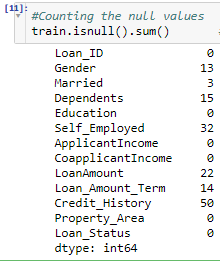 [11]:
#Counting the null values
train.isnull().sum()
Loan_ID 0
Gender 13
Married 3
Dependents 15
Education 0
Self_Employed 32
ApplicantIncome 0
CoapplicantIncome 0
LoanAmount 22
Loan_Amount_Term 14
Credit_History 50
Property_Area 0
Loan_Status 0
dtype: int64